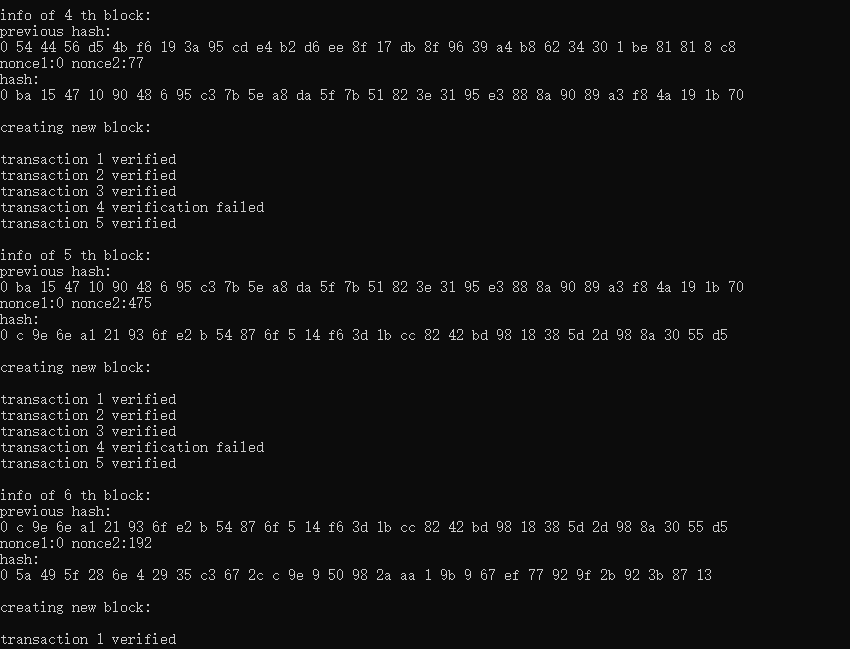 info of 4 th block:
previous hash:
0 54 44 56 d5 4b f6 19 3a 95 cd e4 b2 d6 ee 8f 17 db 8f 96 39 a4 b8 62 34 30 1 be 81 81 8 c8
nonce1:0 nonce2:77
hash:
0 ba 15 47 10 90 48 6 95 c3 7b 5e a8 da 5f 7b 51 82 3e 31 95 e3 88 8a 90 89 a3 f8 4a 19 1b 70
creating new block:
transaction 1 verified
transaction 2 verified
transaction 3 verified
transaction 4 verification failed
transaction 5 verified
info of 5 th block:
previous hash:
0 ba 15 47 10 90 48 6 95 c3 7b 5e a8 da 5f 7b 51 82 3e 31 95 e3 88 8a 90 89 a3 f8 4a 19 1b 70
nonce1:0 nonce2:475
hash:
0 c 9e 6e a1 21 93 6f e2 b 54 87 6f 5 14 f6 3d 1b cc 82 42 bd 98 18 38 5d 2d 98 8a 30 55 d5
creating new block:
transaction 1 verified
transaction 2 verified
transaction 3 verified
transaction 4 verification failed
transaction 5 verified
info of 6 th block:
previous hash:
0 c 9e 6e a1 21 93 6f e2 b 54 87 6f 5 14 f6 3d 1b cc 82 42 bd 98 18 38 5d 2d 98 8a 30 55 d5
nonce1:0 nonce2:192
hash:
0 5a 49 5f 28 6e 4 29 35 c3 67 2c c 9e 9 50 98 2a aa 1 9b 9 67 ef 77 92 9f 2b 92 3b 87 13
creating new block:
transaction 1 verified